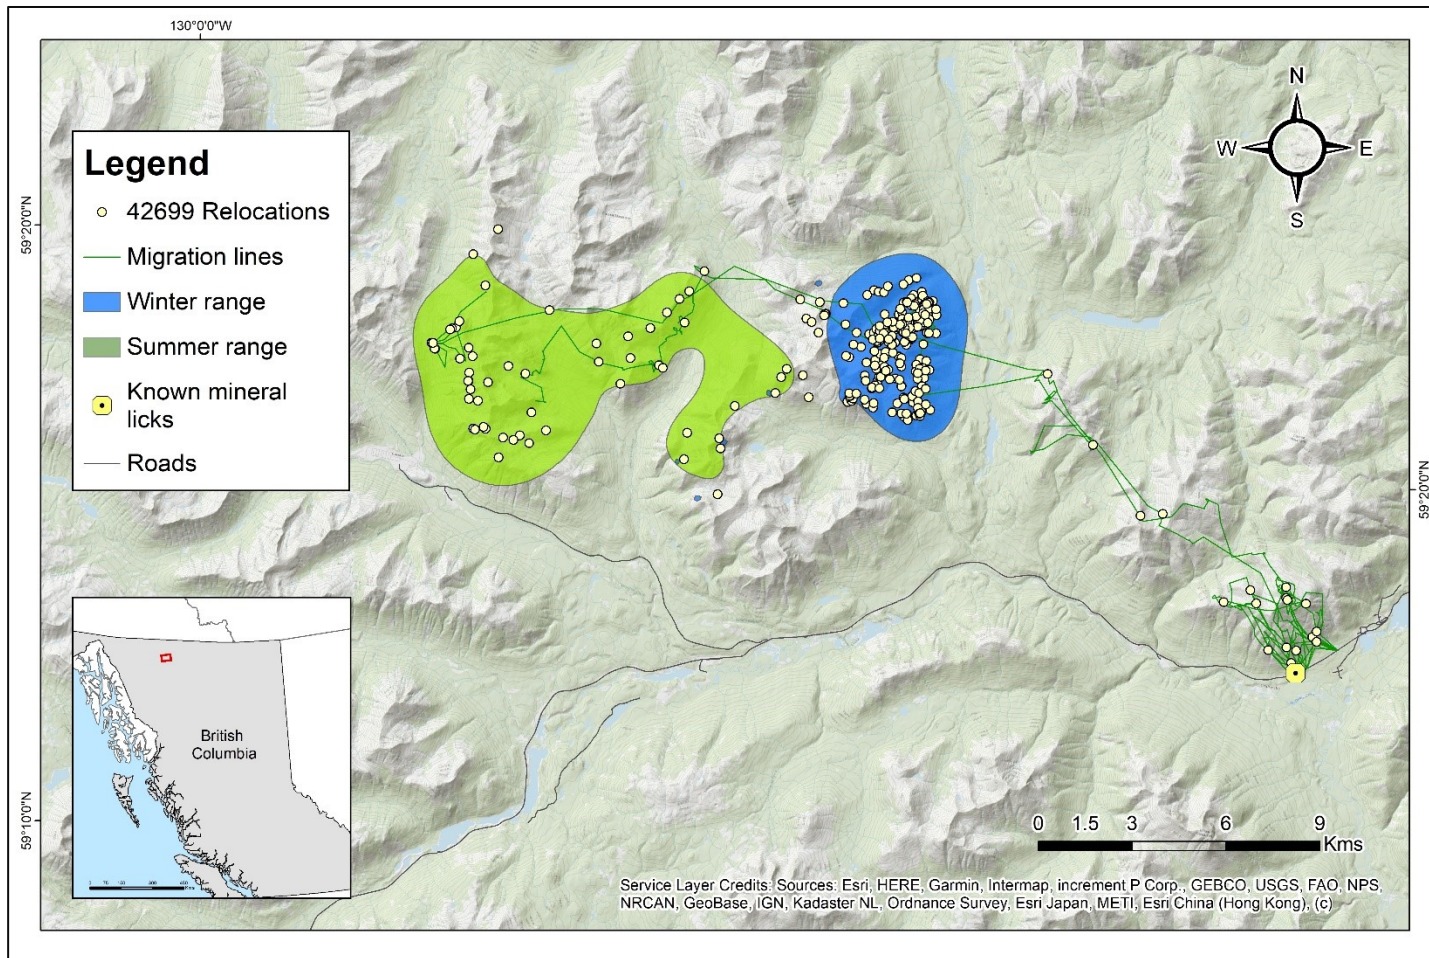 130°0'0"W
N
W E
S
Legend
42699 Relocations
Migration lines
Winter range
Summer range
Known mineral
licks
Roads
59°20'0"N
59°20'0"N
59°10'0"N
British
Columbia
0 1.5 3 6 9
Kms
Service Layer Credits: Sources: Esri, HERE, Garmin, Intermap, increment P Corp., GEBCO, USGS, FAO, NPS,
NRCAN, GeoBase, IGN, Kadaster NL, Ordnance Survey, Esri Japan, METI, Esri China (Hong Kong), (c)